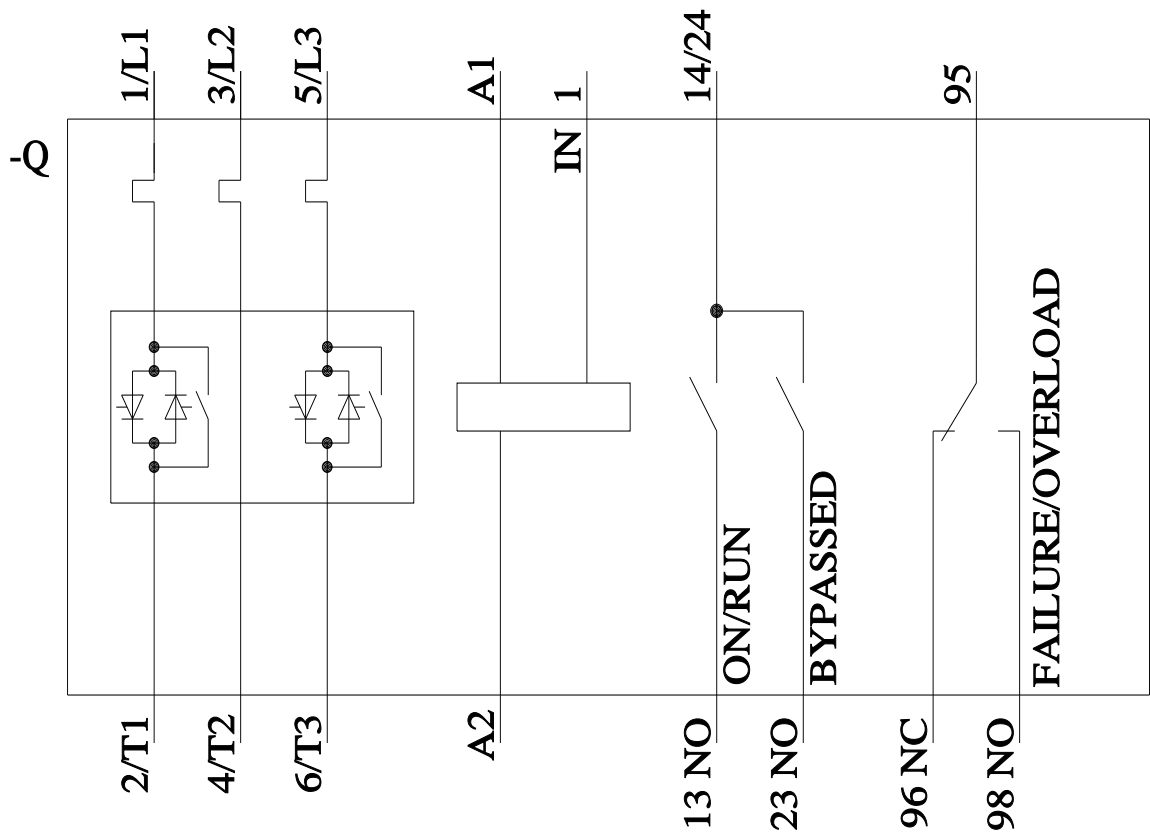 -Q
1/L1
3/L2
5/L3
A1
IN 1
14/24
95
ON/RUN
BYPASSED
FAILURE/OVERLOAD
2/T1
4/T2
6/T3
A2
13 NO
23 NO
96 NC
98 NO